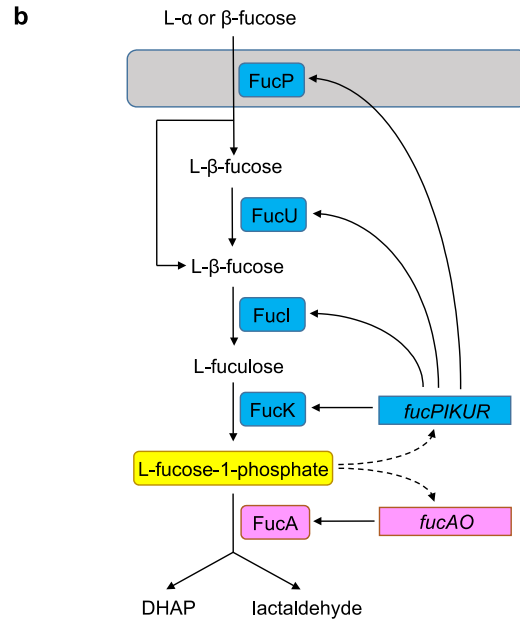 b
L-α or β-fucose
FucP
L-β-fucose
FucU
L-β-fucose
FucI
L-fuculose
FucK
fucPIKUR
L-fucose-1-phosphate
FucA
fucAO
DHAP
lactaldehyde